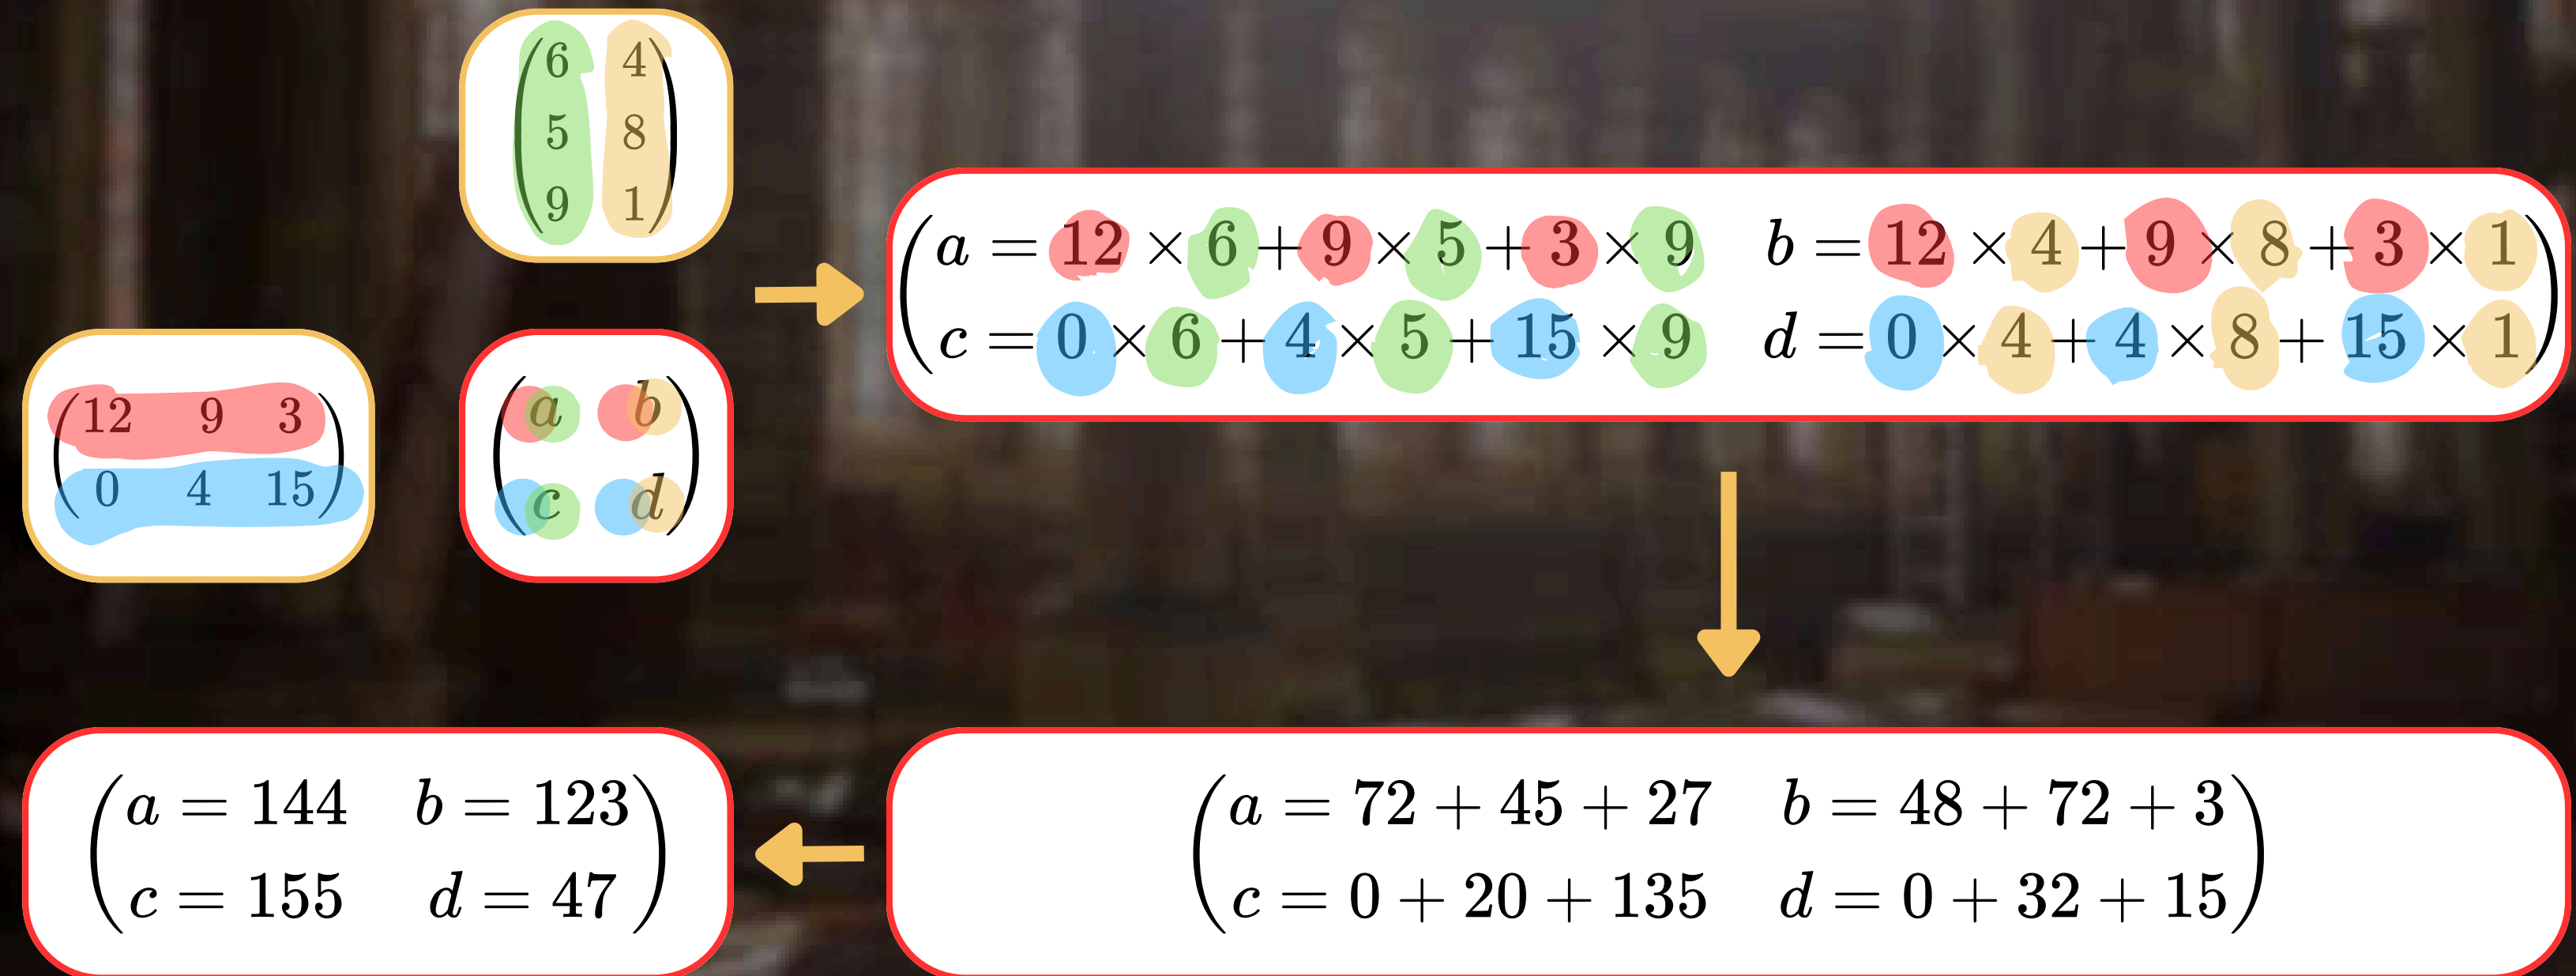 6 4
5 8
9 1
12 9 3
0 4 15
a b
c d
a = 12 × 6 + 9 × 5 + 3 × 9 b = 12 × 4 + 9 × 8 + 3 × 1
c = 0 × 6 + 4 × 5 + 15 × 9 d = 0 × 4 + 4 × 8 + 15 × 1
a = 72 + 45 + 27 b = 48 + 72 + 3
c = 0 + 20 + 135 d = 0 + 32 + 15
a = 144 b = 123
c = 155 d = 47